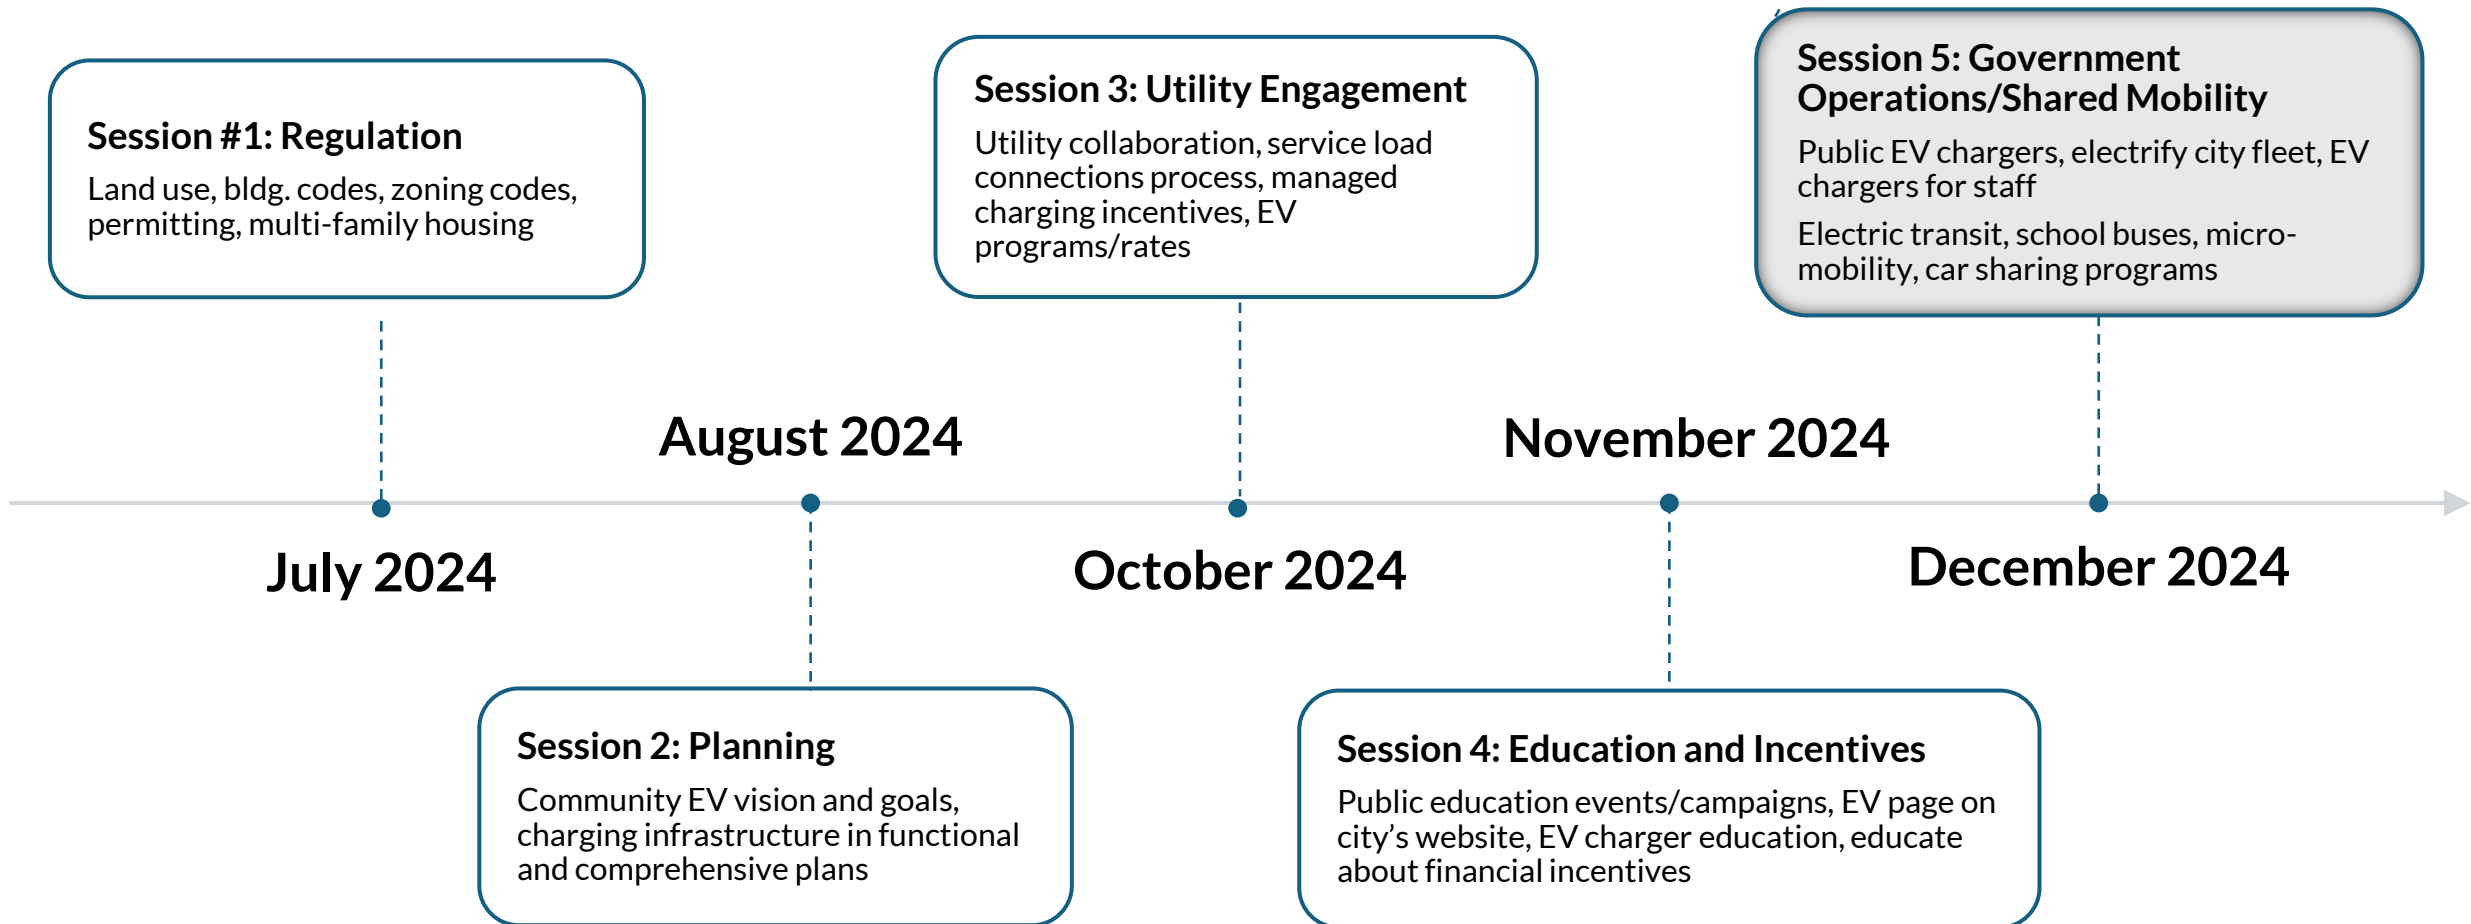 Session #1: Regulation
Land use, bldg. codes, zoning codes,
permitting, multi-family housing
Session 3: Utility Engagement
Utility collaboration, service load
connections process, managed
charging incentives, EV
programs/rates
Session 5: Government
Operations/Shared Mobility
Public EV chargers, electrify city fleet, EV
chargers for staff
Electric transit, school buses, micro-
mobility, car sharing programs
August 2024
November 2024
July 2024
October 2024
December 2024
Session 2: Planning
Community EV vision and goals,
charging infrastructure in functional
and comprehensive plans
Session 4: Education and Incentives
Public education events/campaigns, EV page on
city’s website, EV charger education, educate
about financial incentives